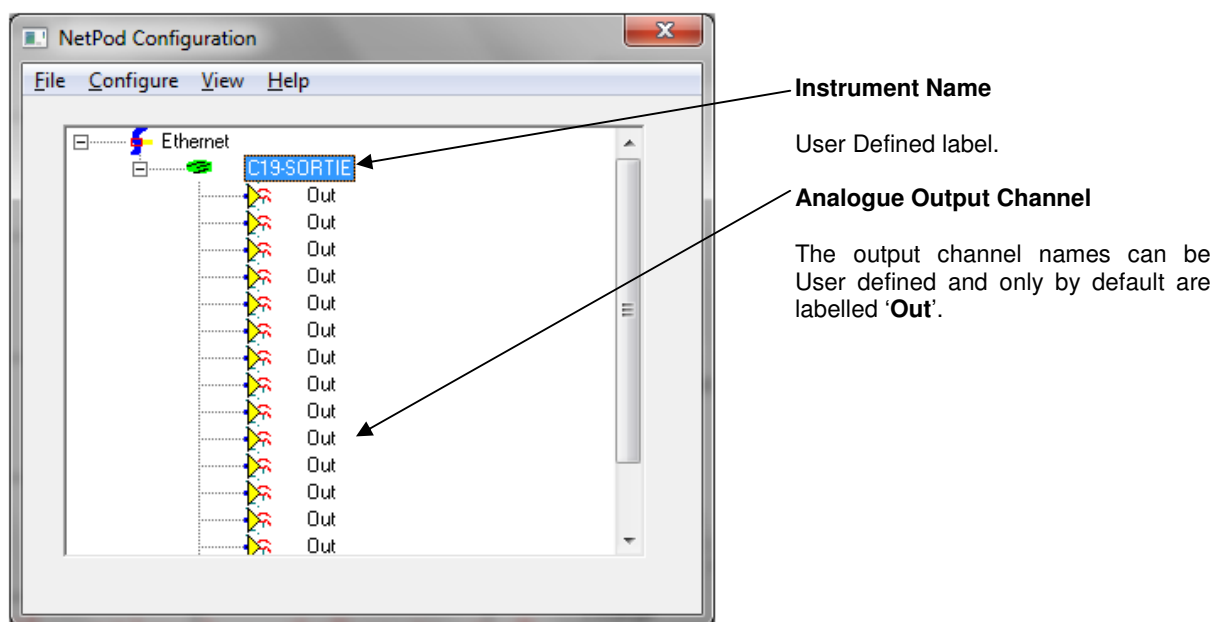 NetPod Configuration
File Configure View Help
Ethernet
C19-SORTIE
Out
Out
Out
Out
Out
Out
Out
Out
Out
Out
Out
Out
Out
Out
Instrument Name
User Defined label.
Analogue Output Channel
The output channel names can be
User defined and only by default are
labelled ‘Out’.